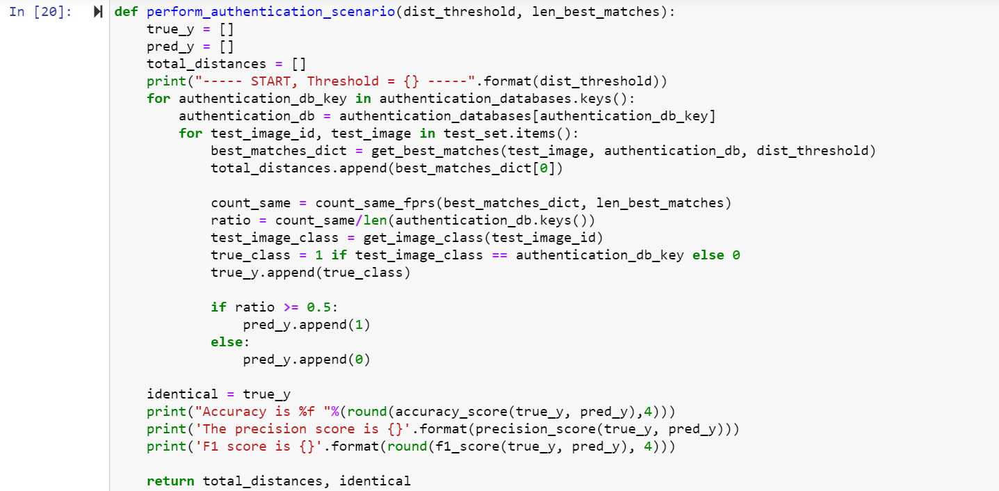 In [20]: def perform_authentication_scenario(dist_threshold, len_best_matches):
    true_y = []
    pred_y = []
    total_distances = []
    print("----- START, Threshold = {} -----".format(dist_threshold))
    for authentication_db_key in authentication_databases.keys():
        authentication_db = authentication_databases[authentication_db_key]
        for test_image_id, test_image in test_set.items():
            best_matches_dict = get_best_matches(test_image, authentication_db, dist_threshold)
            total_distances.append(best_matches_dict[0])

            count_same = count_same_fprs(best_matches_dict, len_best_matches)
            ratio = count_same/len(authentication_db.keys())
            test_image_class = get_image_class(test_image_id)
            true_class = 1 if test_image_class == authentication_db_key else 0
            true_y.append(true_class)

            if ratio >= 0.5:
                pred_y.append(1)
            else:
                pred_y.append(0)

    identical = true_y
    print("Accuracy is %f "%(round(accuracy_score(true_y, pred_y),4)))
    print('The precision score is {}'.format(precision_score(true_y, pred_y)))
    print('F1 score is {}'.format(round(f1_score(true_y, pred_y), 4)))

    return total_distances, identical